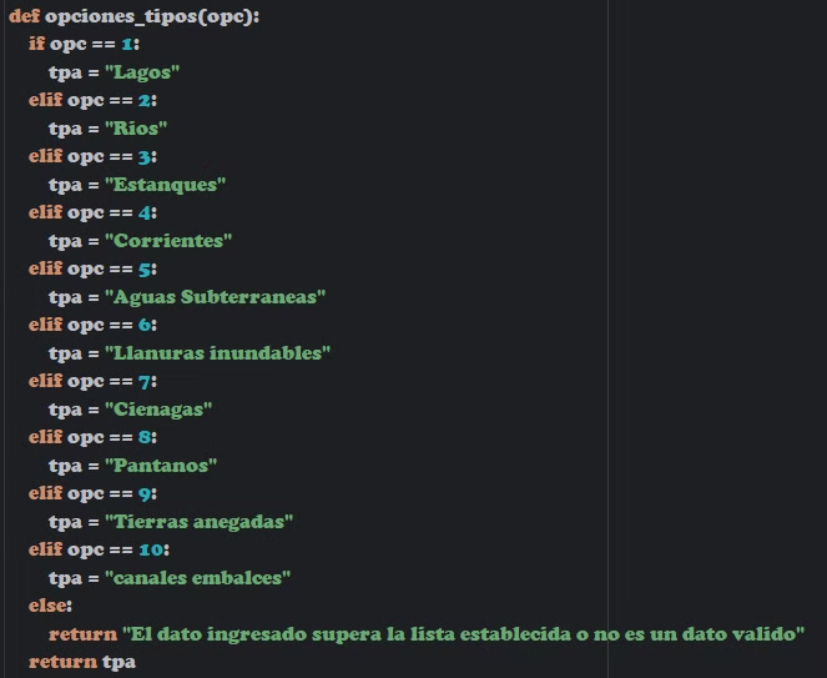 def opciones_tipos(opc):
if opc == 1:
tpa = "Lagos"
elif opc == 2:
tpa = "Rios"
elif opc == 3:
tpa = "Estanques"
elif opc == 4:
tpa = "Corrientes"
elif opc == 5:
tpa = "Aguas Subterraneas"
elif opc == 6:
tpa = "Llanuras inundables"
elif opc == 7:
tpa = "Cienagas"
elif opc == 8:
tpa = "Pantanos"
elif opc == 9:
tpa = "Tierras anegadas"
elif opc == 10:
tpa = "canales embalces"
else:
return "El dato ingresado supera la lista establecida o no es un dato valido"
return tpa